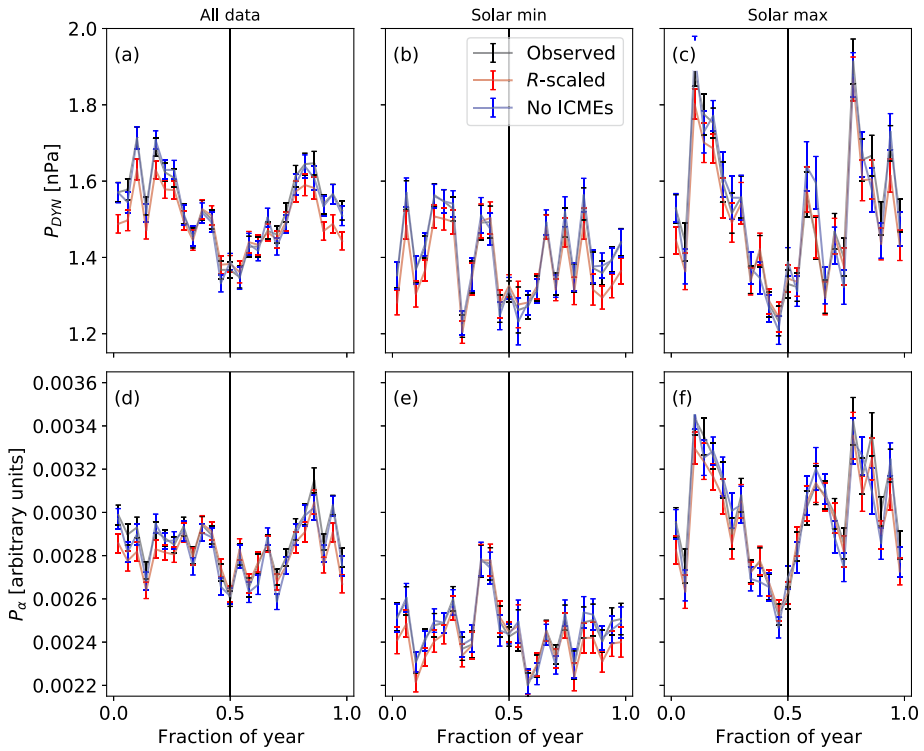 All data
Solar min
Solar max
(a)
(b)
(c)
Observed
R-scaled
No ICMEs
P_DYN [nPa]
2.0
1.8
1.6
1.4
1.2
(d)
(e)
(f)
P_α [arbitrary units]
0.0036
0.0034
0.0032
0.0030
0.0028
0.0026
0.0024
0.0022
0.0 0.5 1.0
0.0 0.5 1.0
0.0 0.5 1.0
Fraction of year
Fraction of year
Fraction of year